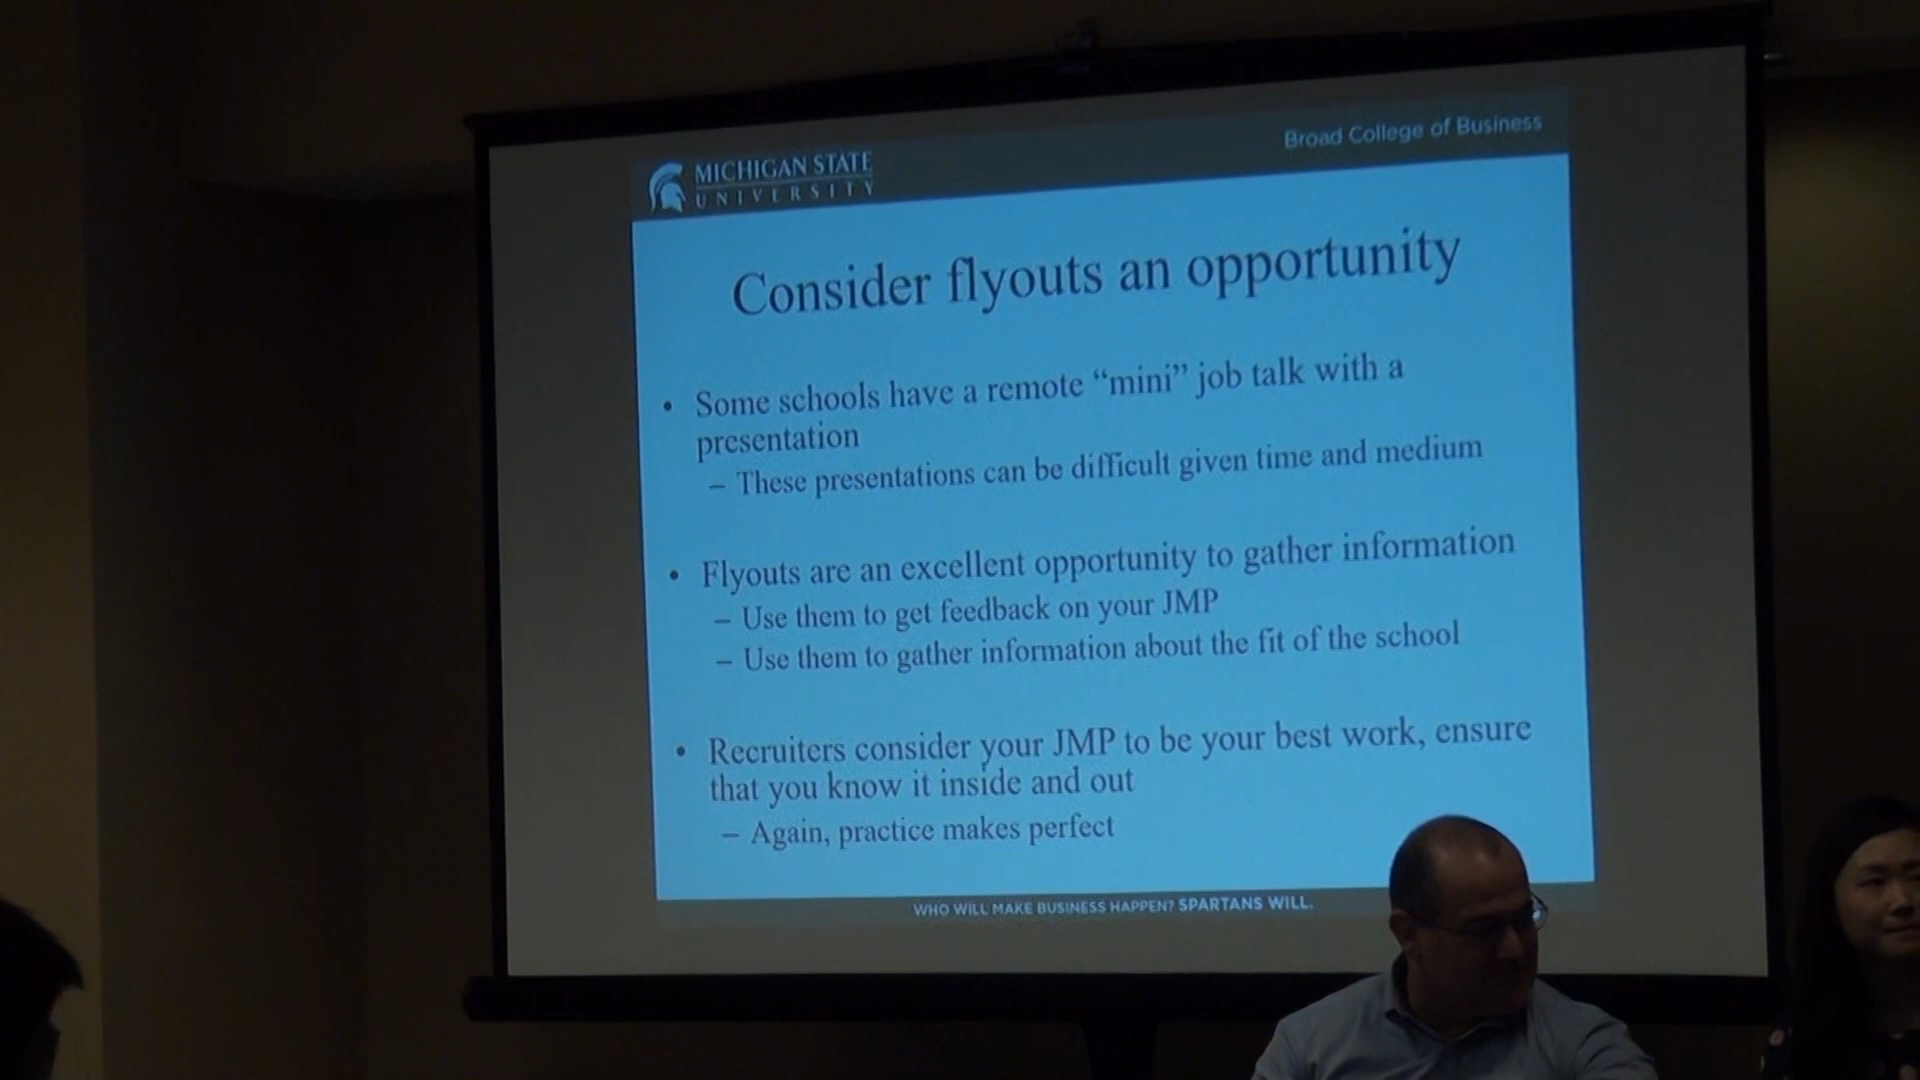 MICHIGAN STATE
UNIVERSITY
Broad College of Business
Consider flyouts an opportunity
• Some schools have a remote “mini” job talk with a
presentation
– These presentations can be difficult given time and medium
• Flyouts are an excellent opportunity to gather information
– Use them to get feedback on your JMP
– Use them to gather information about the fit of the school
• Recruiters consider your JMP to be your best work, ensure
that you know it inside and out
– Again, practice makes perfect
WHO WILL MAKE BUSINESS HAPPEN? SPARTANS WILL.